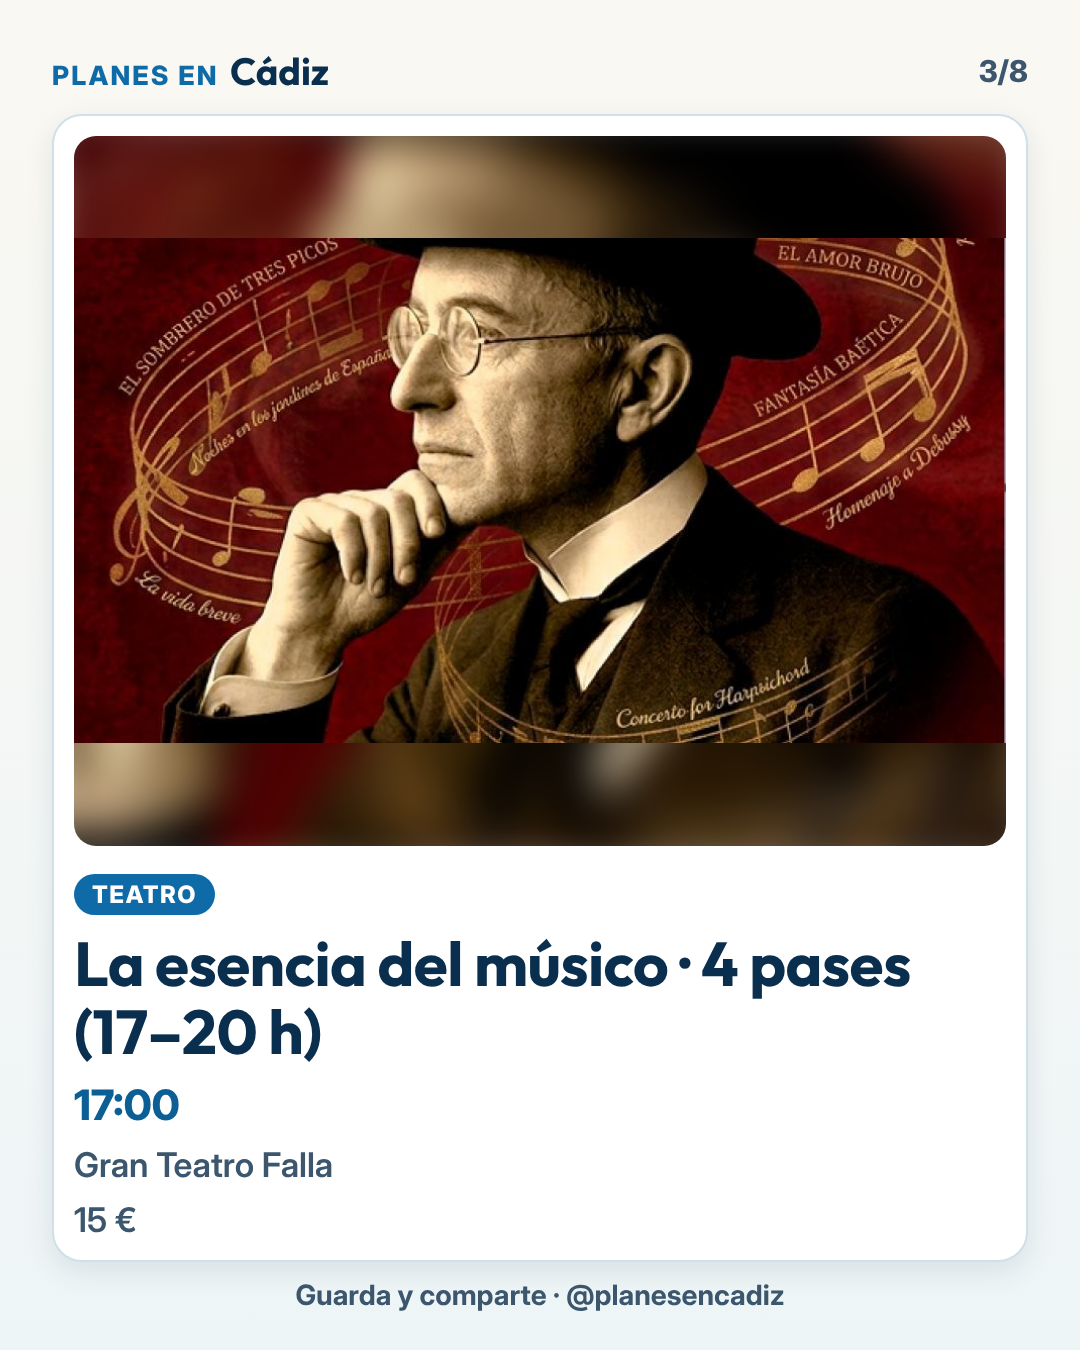 PLANES EN Cádiz
3/8
EL SOMBRERO DE TRES PICOS
Noches en los jardines de España
La vida breve
EL AMOR BRUJO
FANTASÍA BAÉTICA
Homenaje a Debussy
Concerto for Harpsichord
TEATRO
La esencia del músico · 4 pases
(17–20 h)
17:00
Gran Teatro Falla
15 €
Guarda y comparte · @planesencadiz